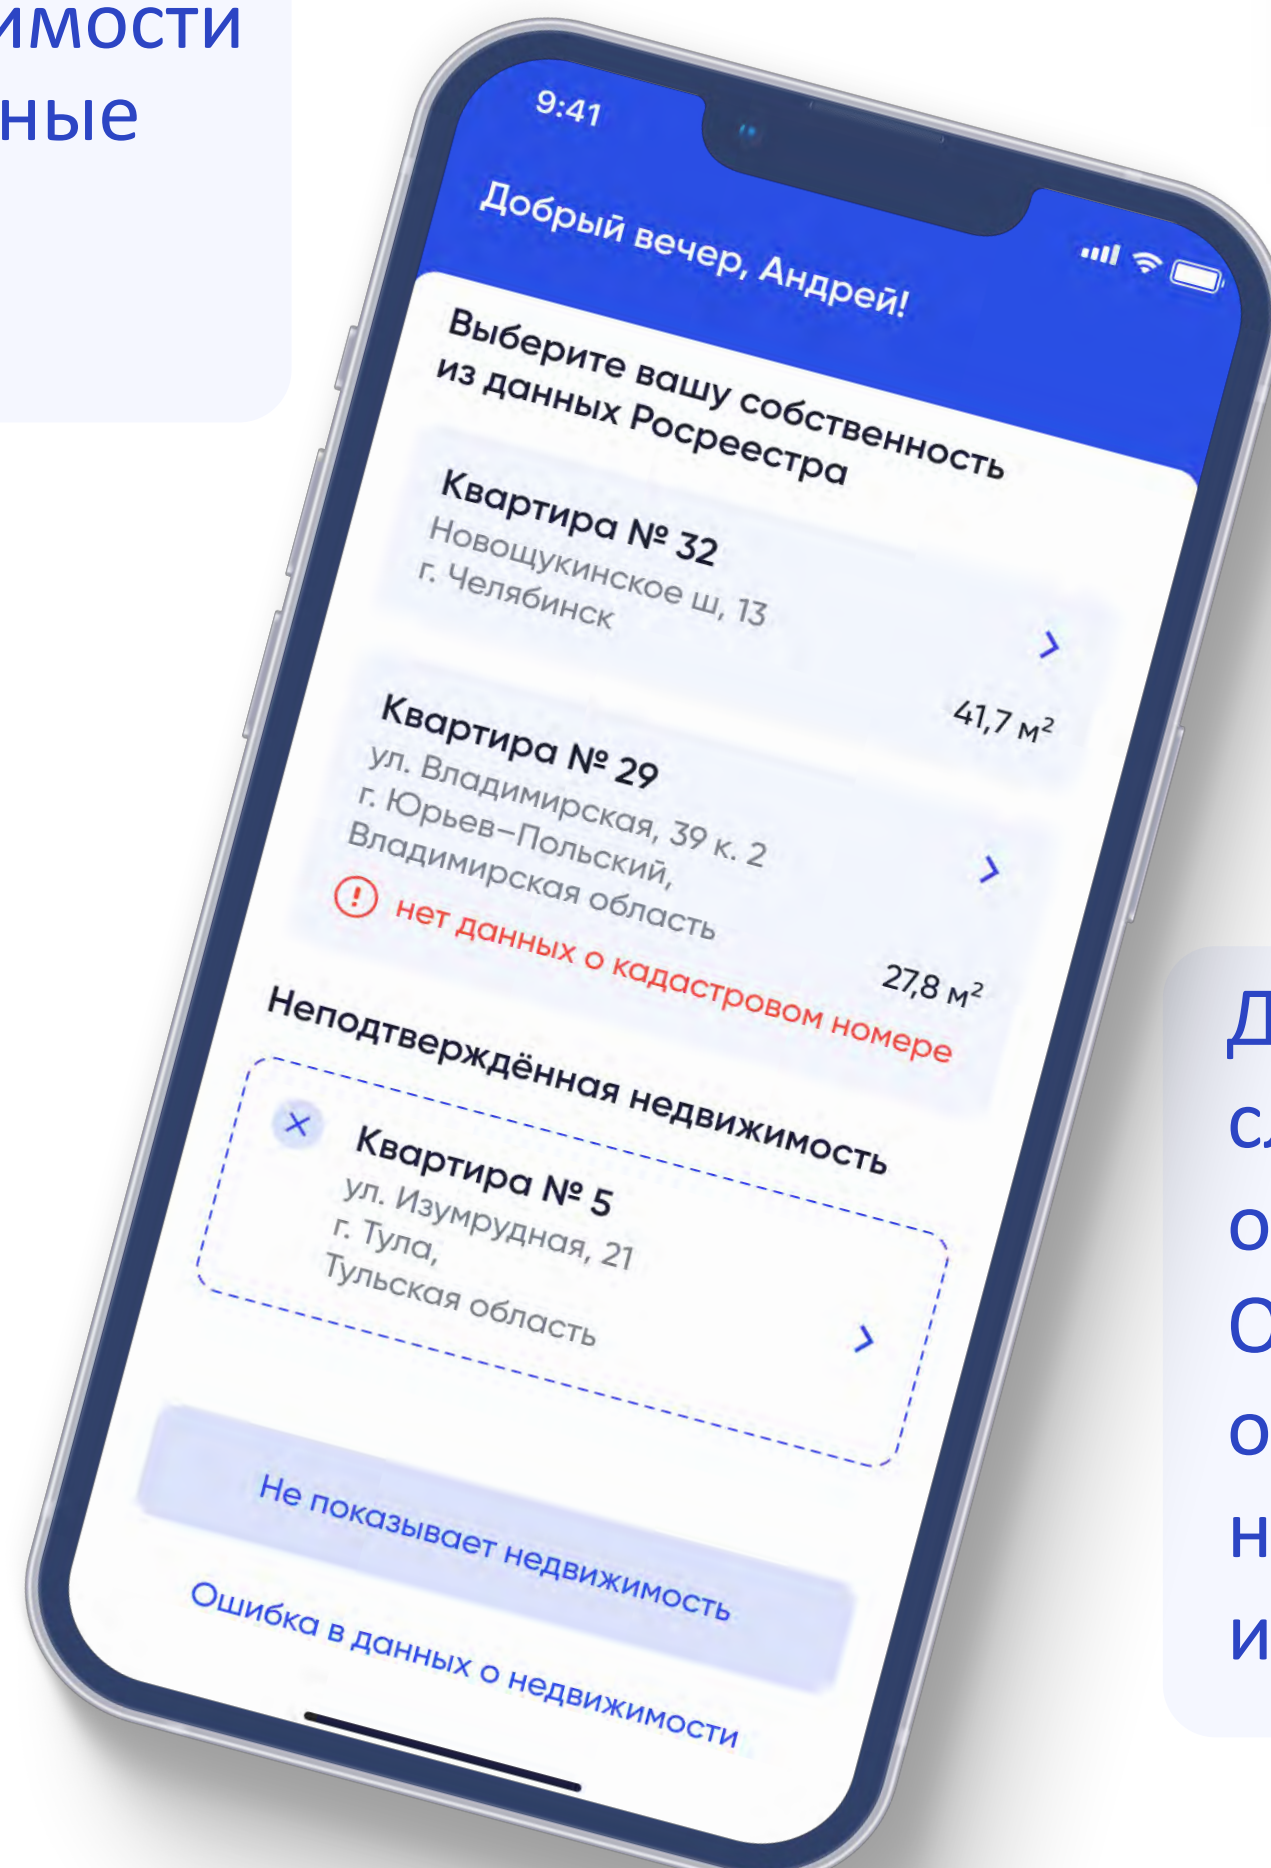 ные
9:41
Добрый вечер, Андрей!
Выберите вашу собственность
из данных Росреестра
Квартира № 32
Новощукинское ш, 13
г. Челябинск
41,7 м²
Квартира № 29
ул. Владимирская, 39 к. 2
г. Юрьев–Польский,
Владимирская область
27,8 м²
нет данных о кадастровом номере
Неподтверждённая недвижимость
Квартира № 5
ул. Изумрудная, 21
г. Тула,
Тульская область
Не показывает недвижимость
Ошибка в данных о недвижимости